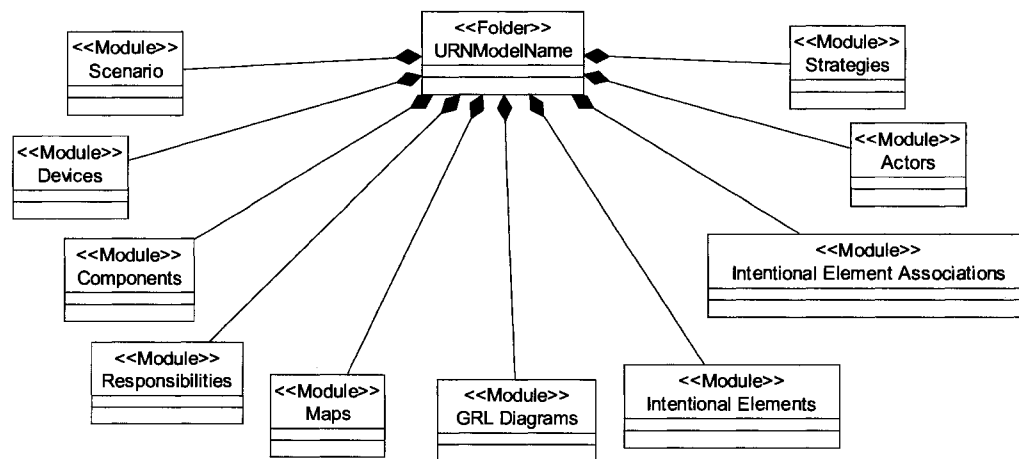 <<Folder>>
URNModelName
<<Module>>
Scenario
<<Module>>
Strategies
<<Module>>
Devices
<<Module>>
Actors
<<Module>>
Components
<<Module>>
Intentional Element Associations
<<Module>>
Responsibilities
<<Module>>
Maps
<<Module>>
GRL Diagrams
<<Module>>
Intentional Elements